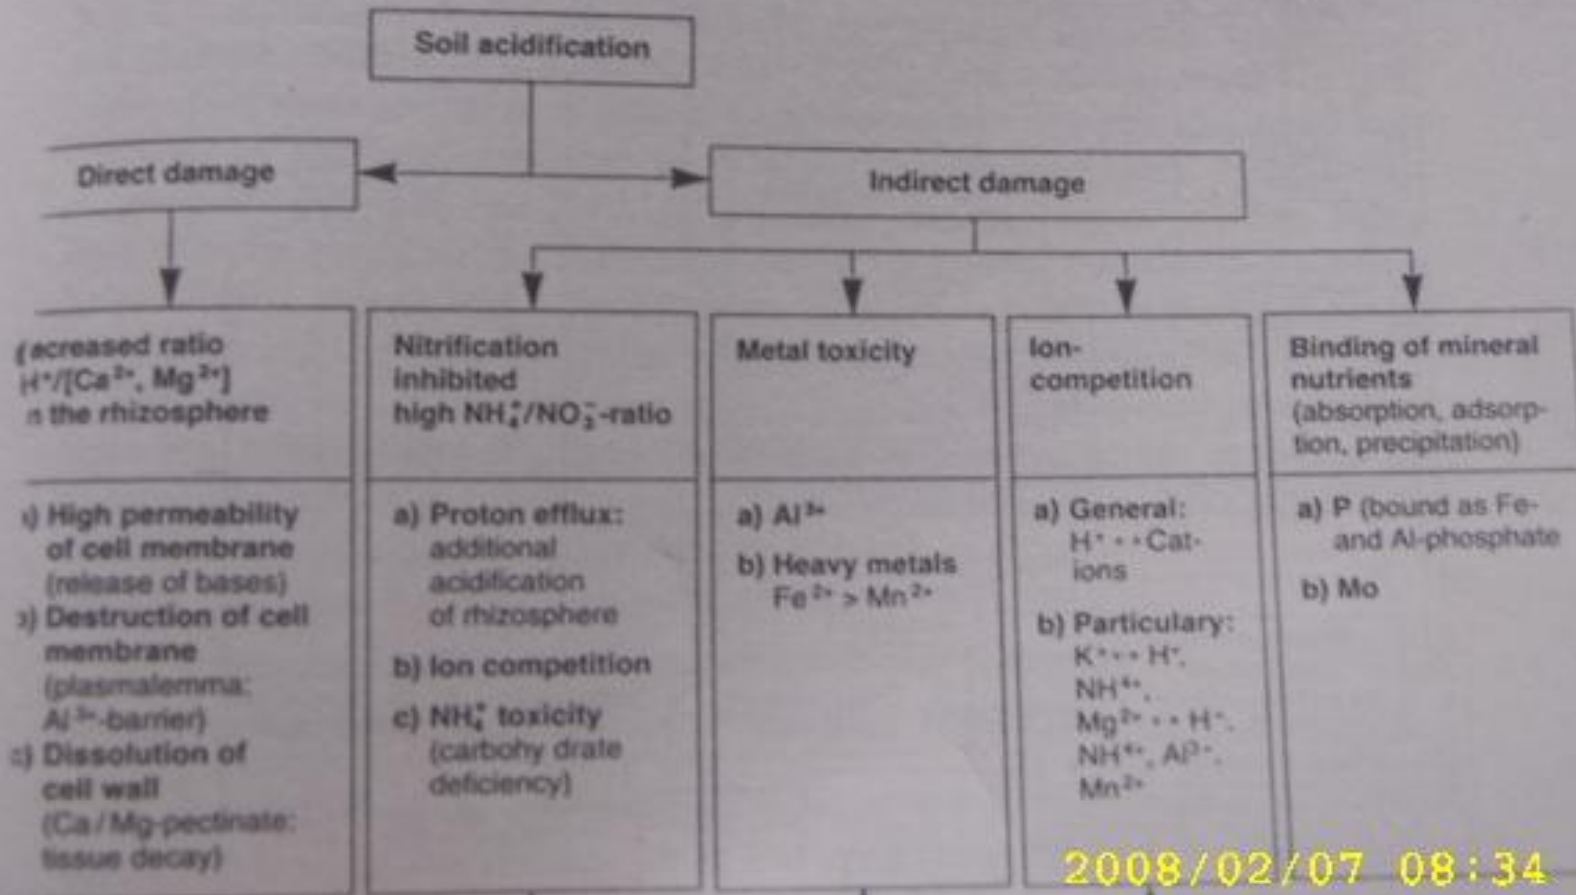 Soil acidification
Direct damage
Indirect damage
creased ratio
H⁺/[Ca²⁺, Mg²⁺]
the rhizosphere
High permeability
of cell membrane
(release of bases)
Destruction of cell
membrane
(plasmalemma:
Al³⁺-barrier)
Dissolution of
cell wall
(Ca/Mg-pectinate:
tissue decay)
Nitrification
inhibited
high NH₄⁺/NO₃⁻-ratio
a) Proton efflux:
additional
acidification
of rhizosphere
b) Ion competition
c) NH₄⁺ toxicity
(carbohy drate
deficiency)
Metal toxicity
a) Al³⁺
b) Heavy metals
Fe²⁺ > Mn²⁺
Ion-
competition
a) General:
H⁺ ↔ Cat-
ions
b) Particulary:
K⁺ ↔ H⁺,
NH⁴⁺,
Mg²⁺ ↔ H⁺,
NH⁴⁺, Al³⁺,
Mn²⁺
Binding of mineral
nutrients
(absorption, adsorp-
tion, precipitation)
a) P (bound as Fe-
and Al-phosphate
b) Mo
2008/02/07 08:34